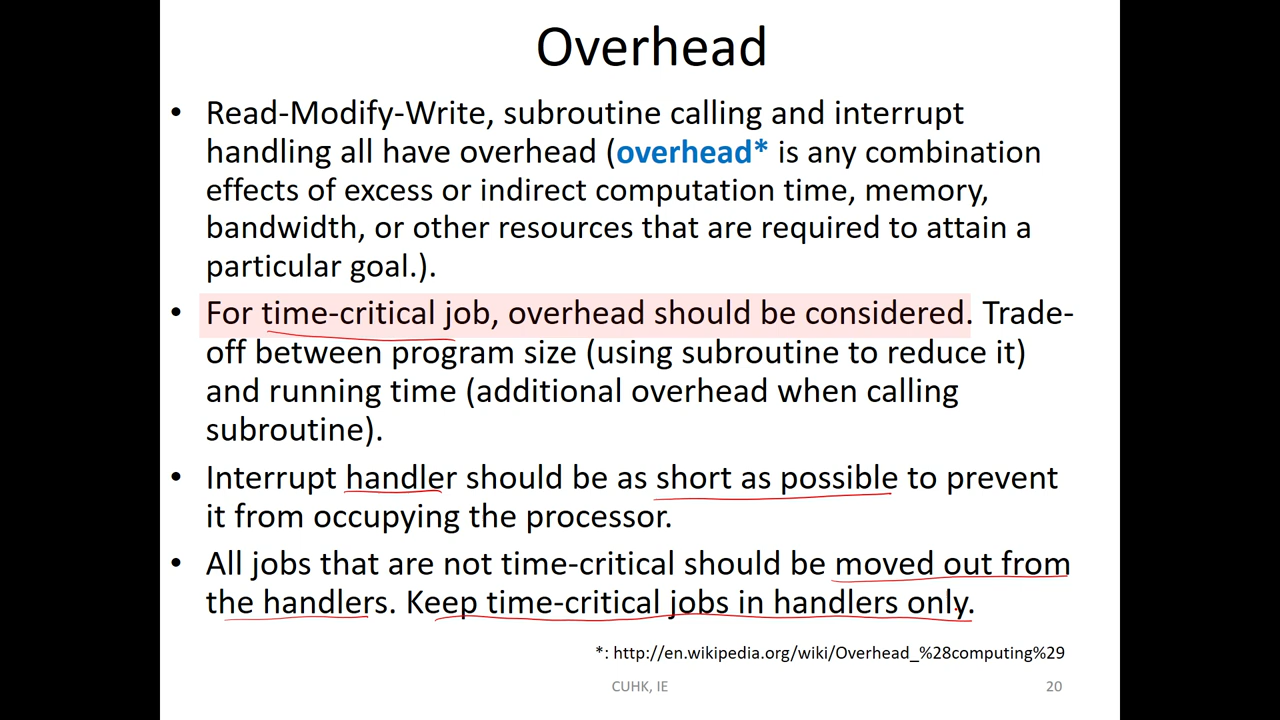 Overhead
• Read-Modify-Write, subroutine calling and interrupt
handling all have overhead (overhead* is any combination
effects of excess or indirect computation time, memory,
bandwidth, or other resources that are required to attain a
particular goal.).
• For time-critical job, overhead should be considered. Trade-
off between program size (using subroutine to reduce it)
and running time (additional overhead when calling
subroutine).
• Interrupt handler should be as short as possible to prevent
it from occupying the processor.
• All jobs that are not time-critical should be moved out from
the handlers. Keep time-critical jobs in handlers only.
*: http://en.wikipedia.org/wiki/Overhead_%28computing%29
CUHK, IE
20